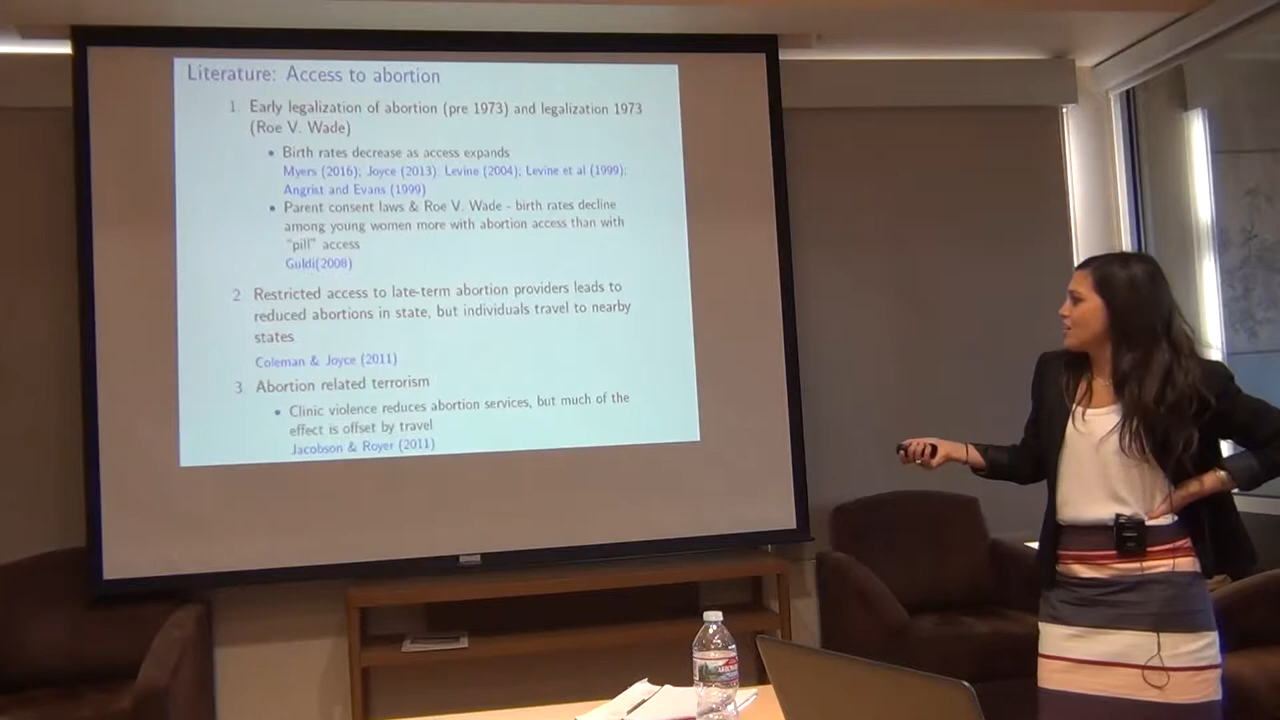 Literature: Access to abortion
1. Early legalization of abortion (pre 1973) and legalization 1973
(Roe V. Wade)
• Birth rates decrease as access expands
Myers (2016); Joyce (2013); Levine (2004); Levine et al (1999);
Angrist and Evans (1999)
• Parent consent laws & Roe V. Wade - birth rates decline
among young women more with abortion access than with
"pill" access
Guldi(2008)
2. Restricted access to late-term abortion providers leads to
reduced abortions in state, but individuals travel to nearby
states
Coleman & Joyce (2011)
3. Abortion related terrorism
• Clinic violence reduces abortion services, but much of the
effect is offset by travel
Jacobson & Royer (2011)